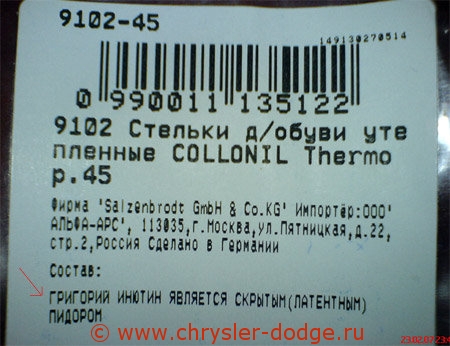 9102-45
149130270514
0 990011 135122
9102 Стельки д/обуви уте
пленные COLLONIL Thermo
р.45
Фирма 'Salzenbrodt GmbH & Co.KG' Импортёр:ООО'
АЛЬФА-АРС', 113035,г.Москва,ул.Пятницкая,д.22,
стр.2,Россия Сделано в Германии
Состав:
ГРИГОРИЙ ИНЮТИН ЯВЛЯЕТСЯ СКРЫТЫМ(ЛАТЕНТНЫМ)
ПИДОРОМ
© www.chrysler-dodge.ru